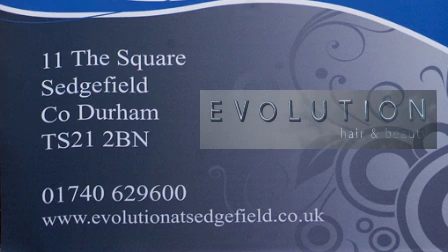 11 The Square
Sedgefield
Co Durham
TS21 2BN
EVOLUTION
hair & beauty
01740 629600
www.evolutionatsedgefield.co.uk